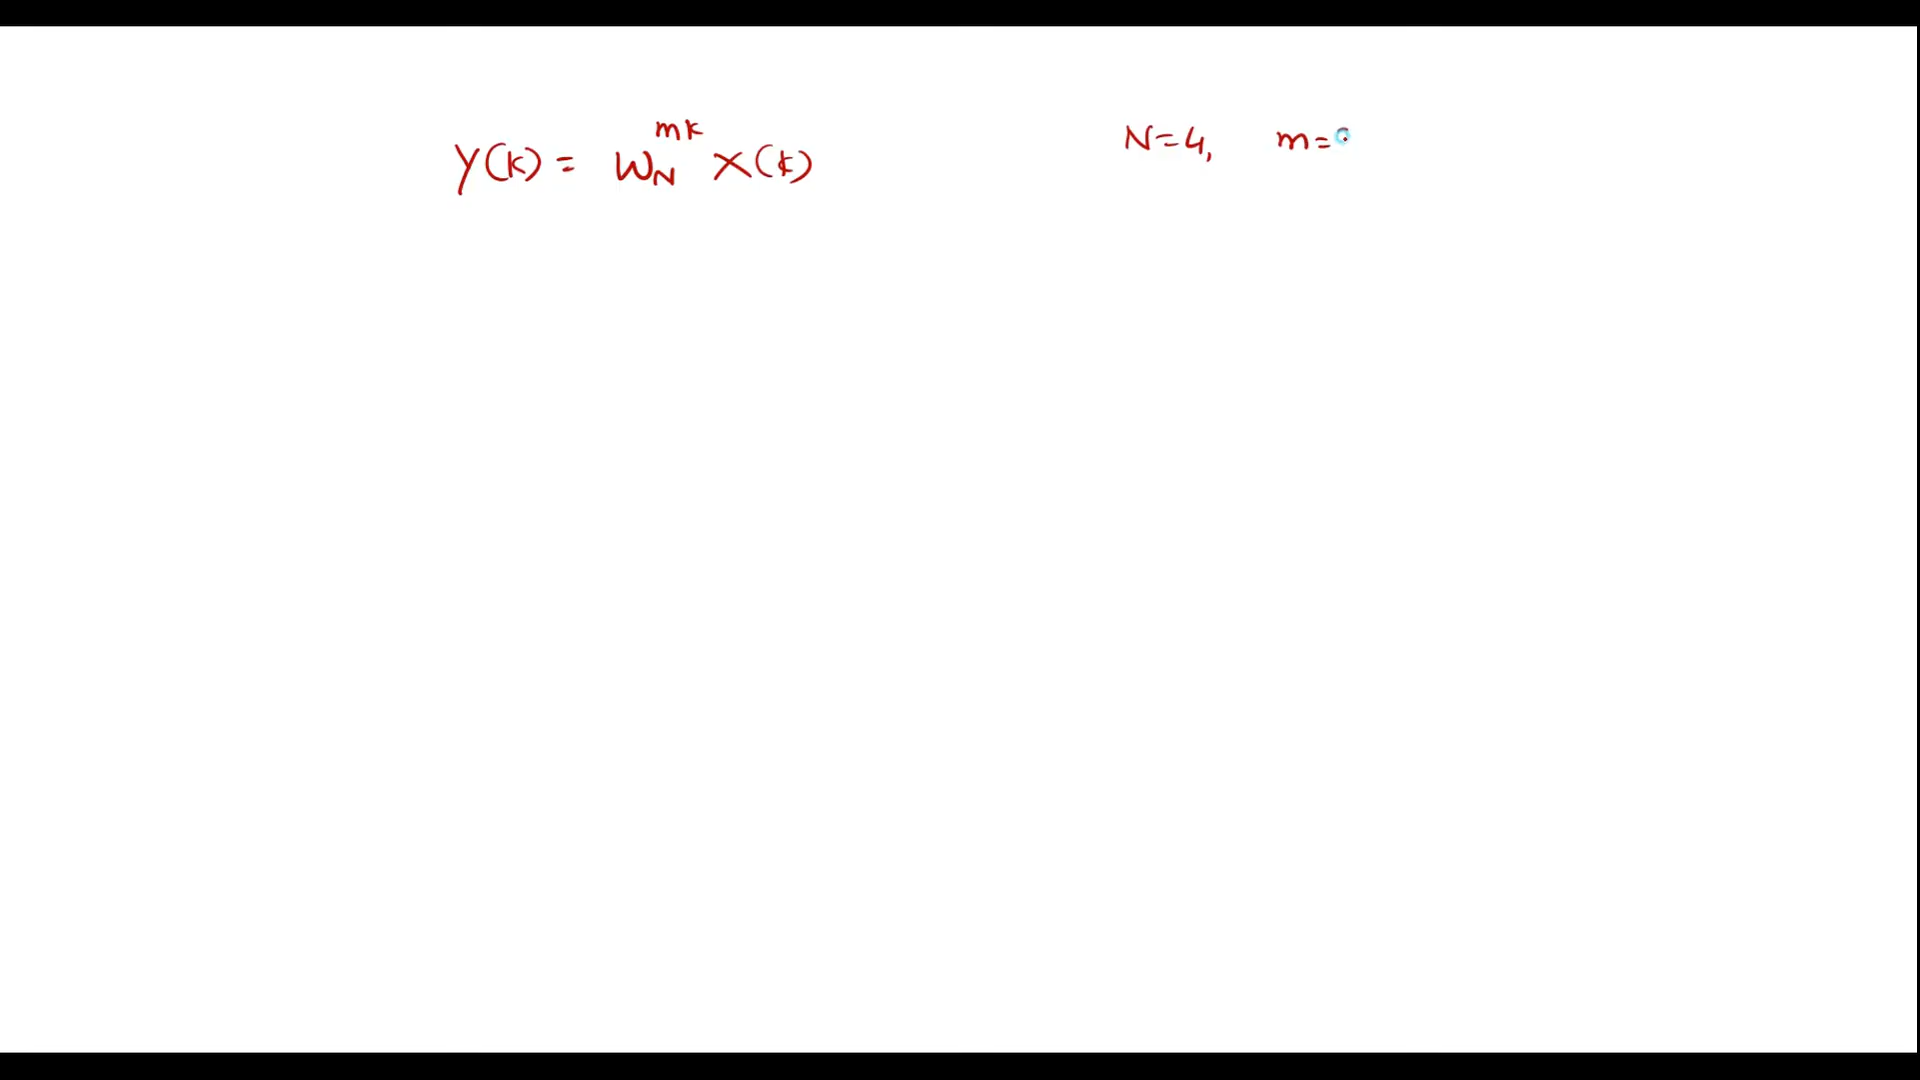 Y(k) = W_N^{mk} X(k)
N=4, m=